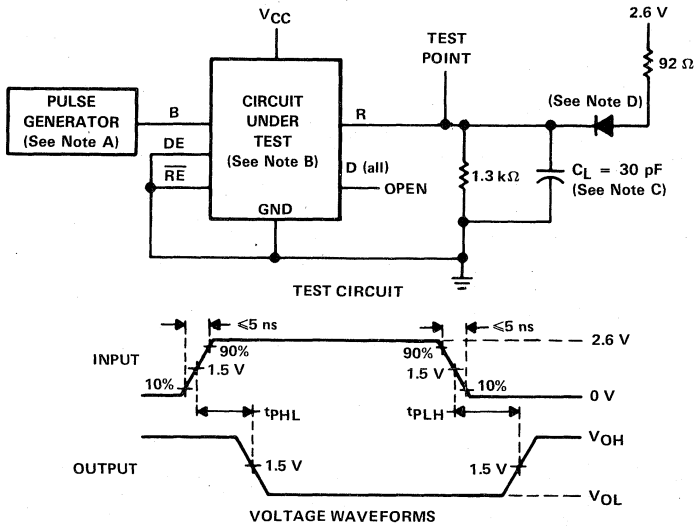 VCC
2.6 V
92 Ω
TEST
POINT
PULSE
GENERATOR
(See Note A)
B
DE
RE
CIRCUIT
UNDER
TEST
(See Note B)
GND
R
D (all)
OPEN
(See Note D)
1.3 kΩ
CL = 30 pF
(See Note C)
TEST CIRCUIT
≤5 ns
≤5 ns
INPUT
90%
1.5 V
10%
90%
1.5 V
10%
2.6 V
0 V
tPHL
tPLH
OUTPUT
1.5 V
1.5 V
VOH
VOL
VOLTAGE WAVEFORMS